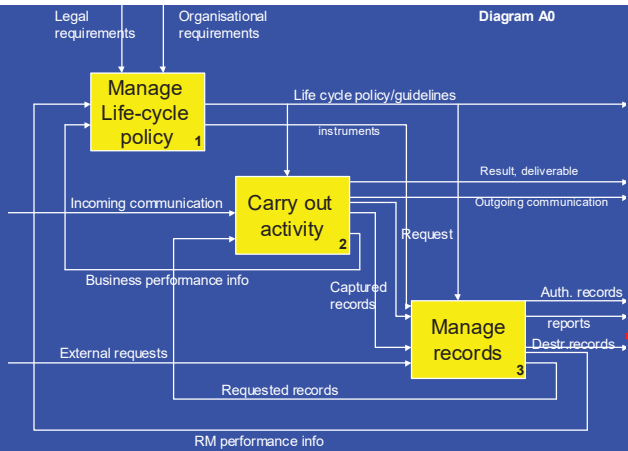 Legal
requirements
Organisational
requirements
Diagram A0
Manage
Life-cycle
policy
1
Life cycle policy/guidelines
instruments
Result, deliverable
Incoming communication
Carry out
activity
2
Outgoing communication
Request
Business performance info
Captured
records
Auth. records
reports
Manage
records
3
Destr.records
External requests
Requested records
RM performance info